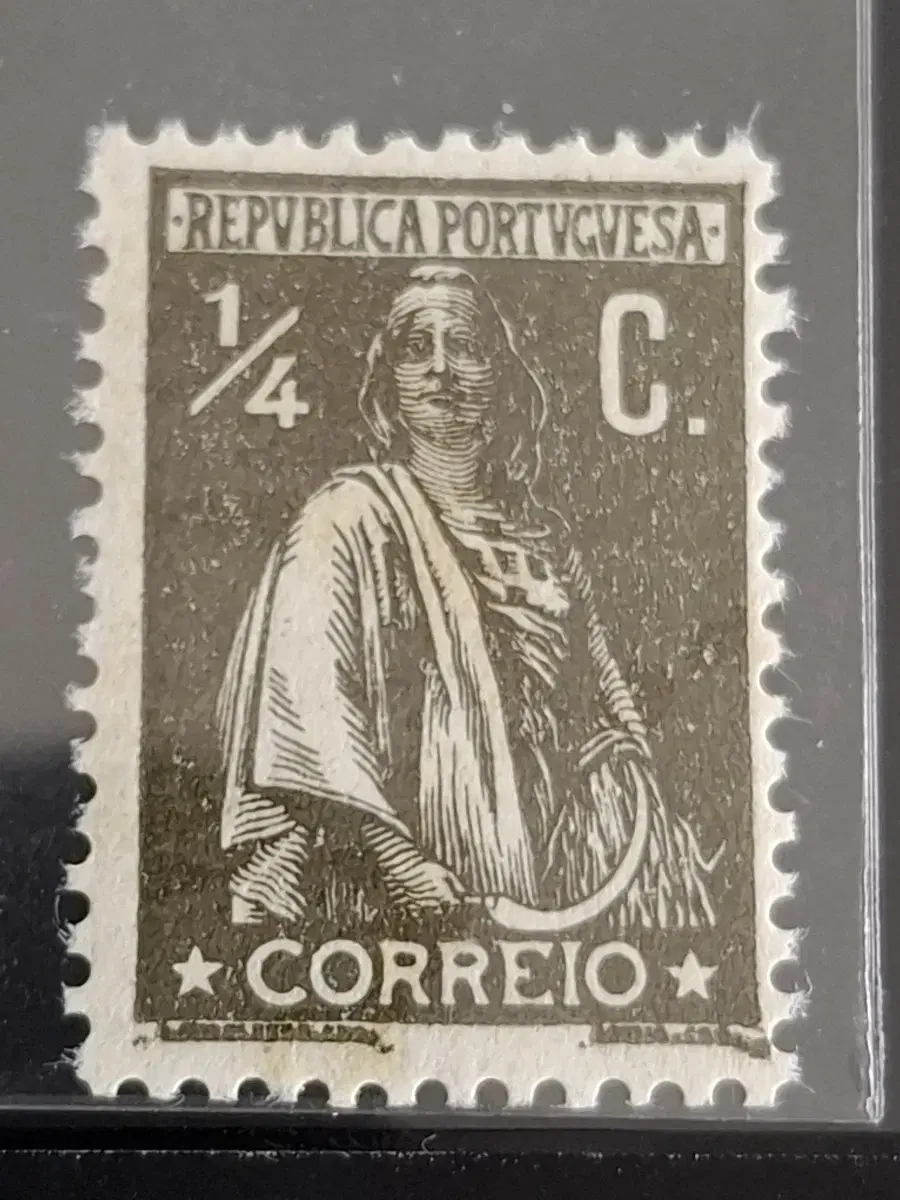 ·REPVBLICA PORTVGVESA·
1/4 C.
★ CORREIO ★